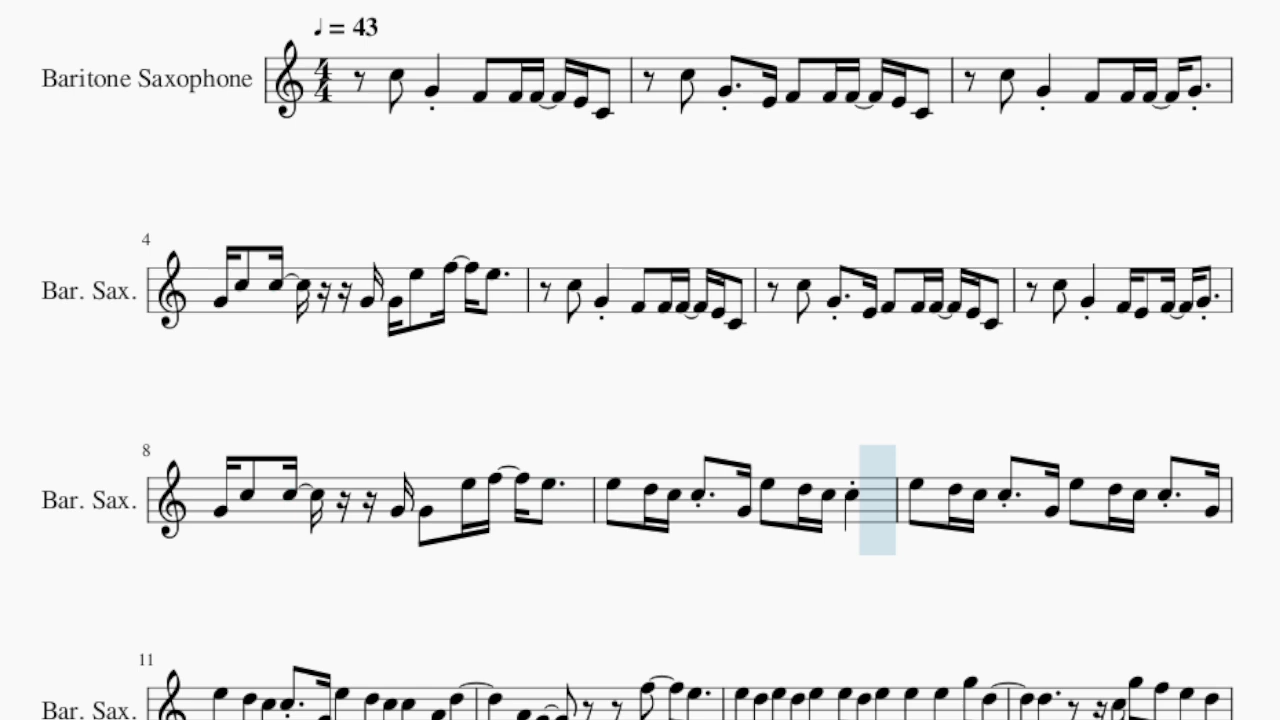 ♩ = 43
Baritone Saxophone
4
4
4
Bar. Sax.
8
Bar. Sax.
11
Bar. Sax.